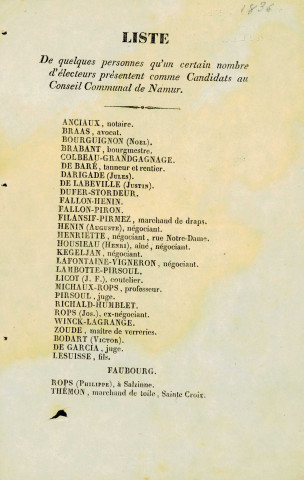 1836
LISTE
De quelques personnes qu'un certain nombre
d'électeurs présentent comme Candidats au
Conseil Communal de Namur.
ANCIAUX, notaire.
BRAAS, avocat.
BOURGUIGNON (Noel).
BRABANT, bourgmestre.
COLBEAU-GRANDGAGNAGE.
DE BARÉ, tanneur et rentier.
DARIGADE (Jules).
DE LABEVILLE (Justin).
DUFER-STORDEUR.
FALLON-HENIN.
FALLON-PIRON.
FILANSIF-PIRMEZ, marchand de draps.
HENIN (Auguste), négociant.
HENRIETTE, négociant, rue Notre-Dame.
HOUSIEAU (Henri), aîné, négociant.
KEGELJAN, négociant.
LAFONTAINE-VIGNERON, négociant.
LAMBOTTE-PIRSOUL.
LICOT (J. F.), coutelier.
MICHAUX-ROPS, professeur.
PIRSOUL, juge.
RICHALD-HUMBLET.
ROPS (Jos.), ex-négociant.
WINCK-LAGRANGE.
ZOUDE, maître de verreries.
BODART (Victor).
DE GARCIA, juge.
LESUISSE, fils.
FAUBOURG.
ROPS (Philippe), à Salzinne.
THÉMON, marchand de toile, Sainte Croix.